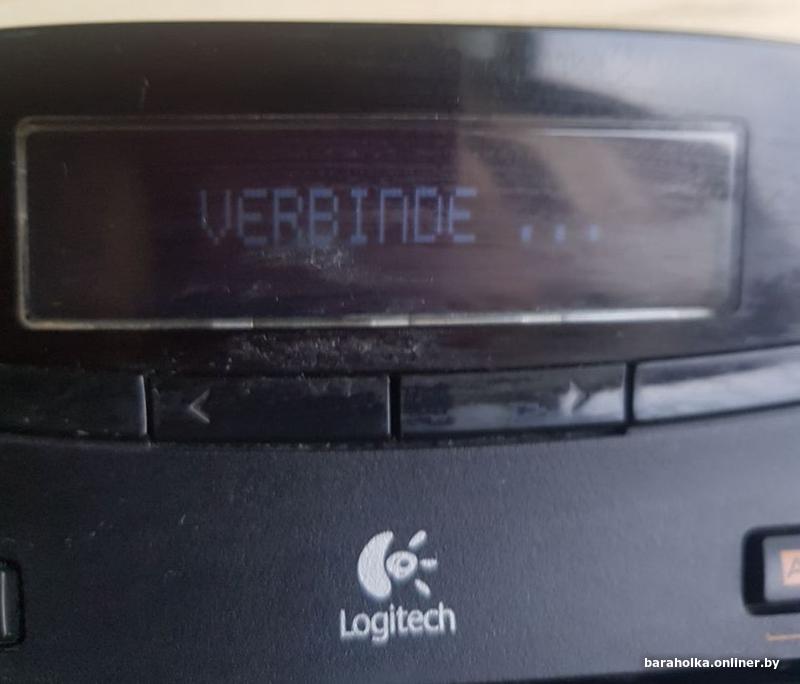 VERBINDE ...
Logitech
A
baraholka.onliner.by